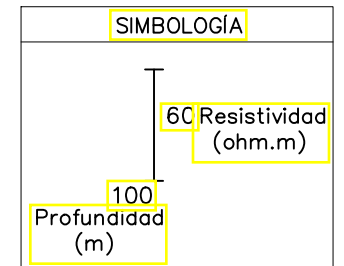 SIMBOLOGÍA
60 Resistividad
(ohm.m)
100
Profundidad
(m)